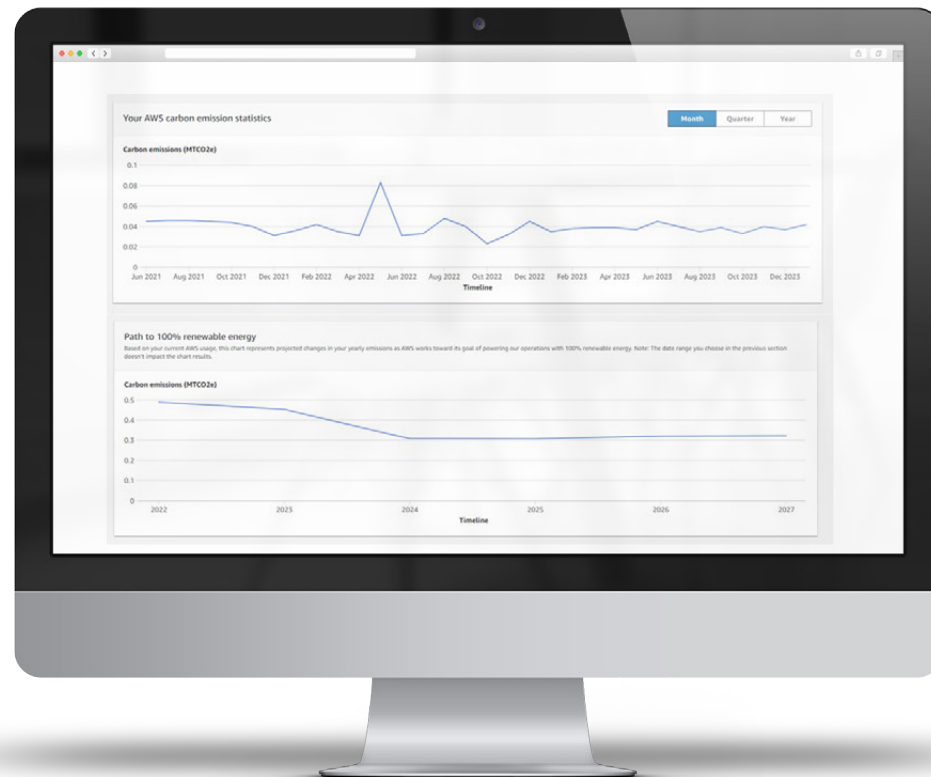 Your AWS carbon emission statistics
Month Quarter Year
Carbon emissions (MTCO2e)
0.1
0.08
0.06
0.04
0.02
0
Jun 2021 Aug 2021 Oct 2021 Dec 2021 Feb 2022 Apr 2022 Jun 2022 Aug 2022 Oct 2022 Dec 2022 Feb 2023 Apr 2023 Jun 2023 Aug 2023 Oct 2023 Dec 2023
Timeline
Path to 100% renewable energy
Based on your current AWS usage, this chart represents projected changes in your yearly emissions as AWS works toward its goal of powering our operations with 100% renewable energy. Note: The date range you choose in the previous section
doesn't impact the chart results.
Carbon emissions (MTCO2e)
0.5
0.4
0.3
0.2
0.1
0
2022 2023 2024 2025 2026 2027
Timeline